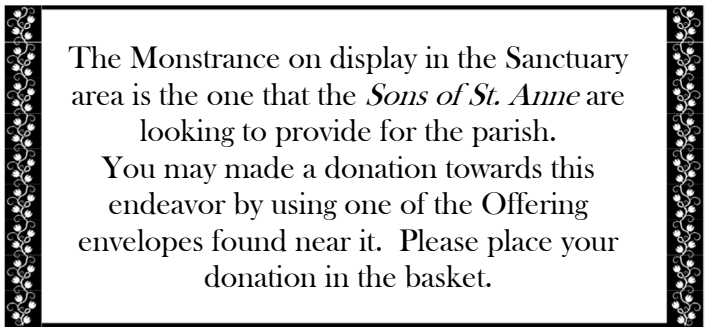 The Monstrance on display in the Sanctuary
area is the one that the Sons of St. Anne are
looking to provide for the parish.
You may made a donation towards this
endeavor by using one of the Offering
envelopes found near it.  Please place your
donation in the basket.